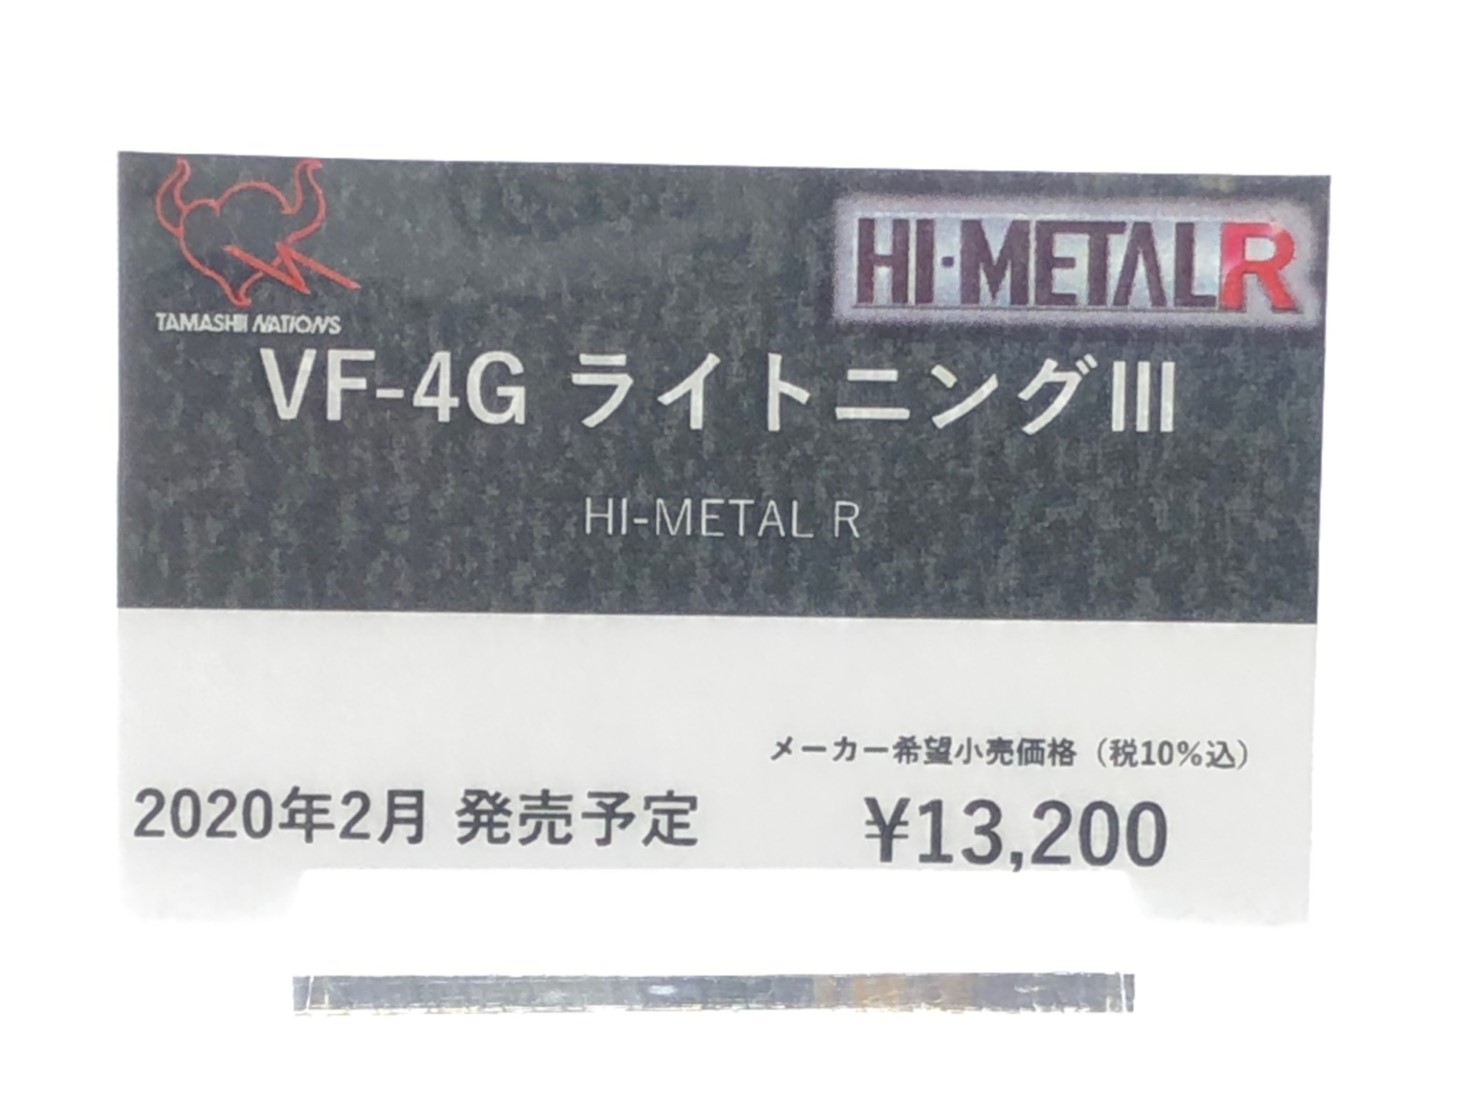 TAMASHII NATIONS
HI·METAL R
VF-4G ライトニングIII
HI-METAL R
メーカー希望小売価格（税10%込）
2020年2月 発売予定
¥13,200